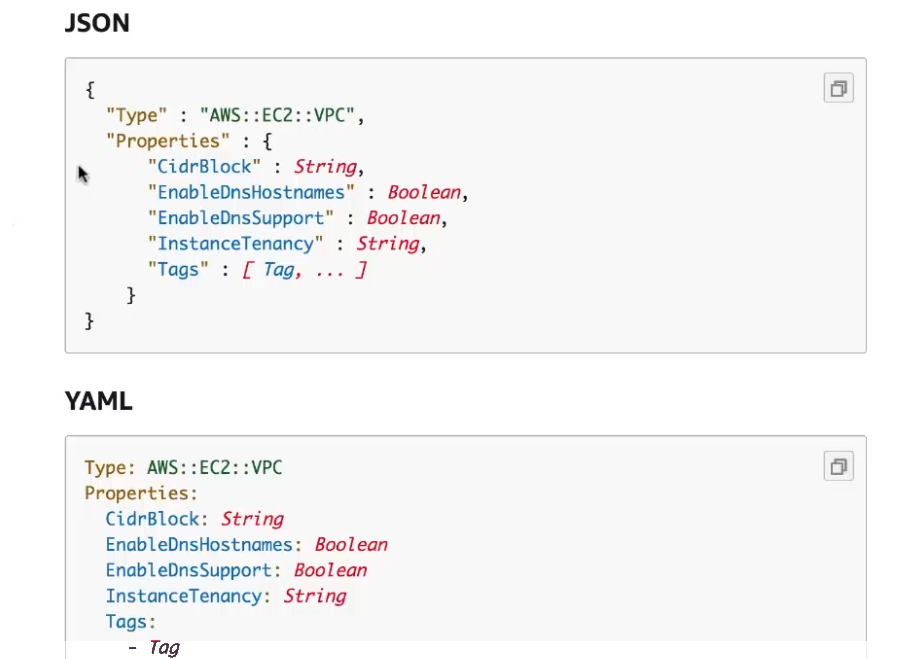 JSON
{
"Type" : "AWS::EC2::VPC",
"Properties" : {
"CidrBlock" : String,
"EnableDnsHostnames" : Boolean,
"EnableDnsSupport" : Boolean,
"InstanceTenancy" : String,
"Tags" : [ Tag, ... ]
}
}
YAML
Type: AWS::EC2::VPC
Properties:
CidrBlock: String
EnableDnsHostnames: Boolean
EnableDnsSupport: Boolean
InstanceTenancy: String
Tags:
- Tag